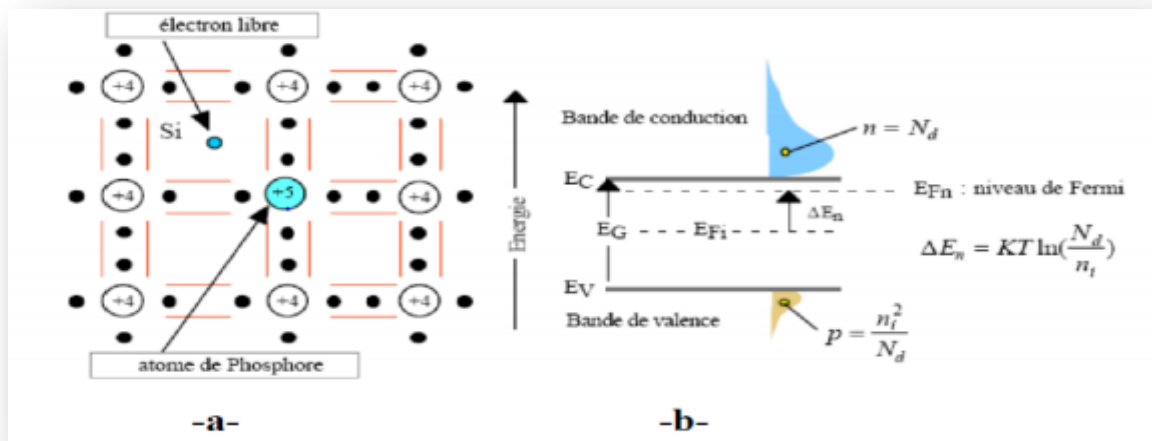 électron libre
+4 +4 +4
Si
+4 +5 +4
+4 +4 +4
atome de Phosphore
-a-
Energie
Bande de conduction
n = N_d
E_C
E_Fn : niveau de Fermi
ΔE_n
E_G
E_Fi
ΔE_n = KT ln(N_d/n_i)
E_V
Bande de valence
p = n_i^2/N_d
-b-